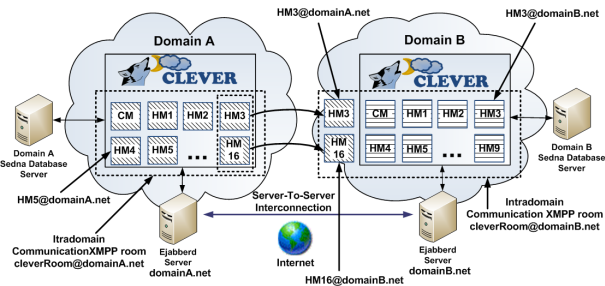 HM3@domainA.net
HM3@domainB.net
Domain A
Domain B
CLEVER
CLEVER
CM
HM1
HM2
HM3
HM4
HM5
...
HM
16
HM3
HM
16
CM
HM1
HM2
HM3
HM4
HM5
...
HM9
Domain A
Sedna Database
Server
Domain B
Sedna Database
Server
HM5@domainA.net
Itradomain
CommunicationXMPP room
cleverRoom@domainA.net
Ejabberd
Server
domainA.net
Server-To-Server
Interconnection
Internet
HM16@domainB.net
Ejabberd
Server
domainB.net
Intradomain
Communication XMPP room
cleverRoom@domainB.net